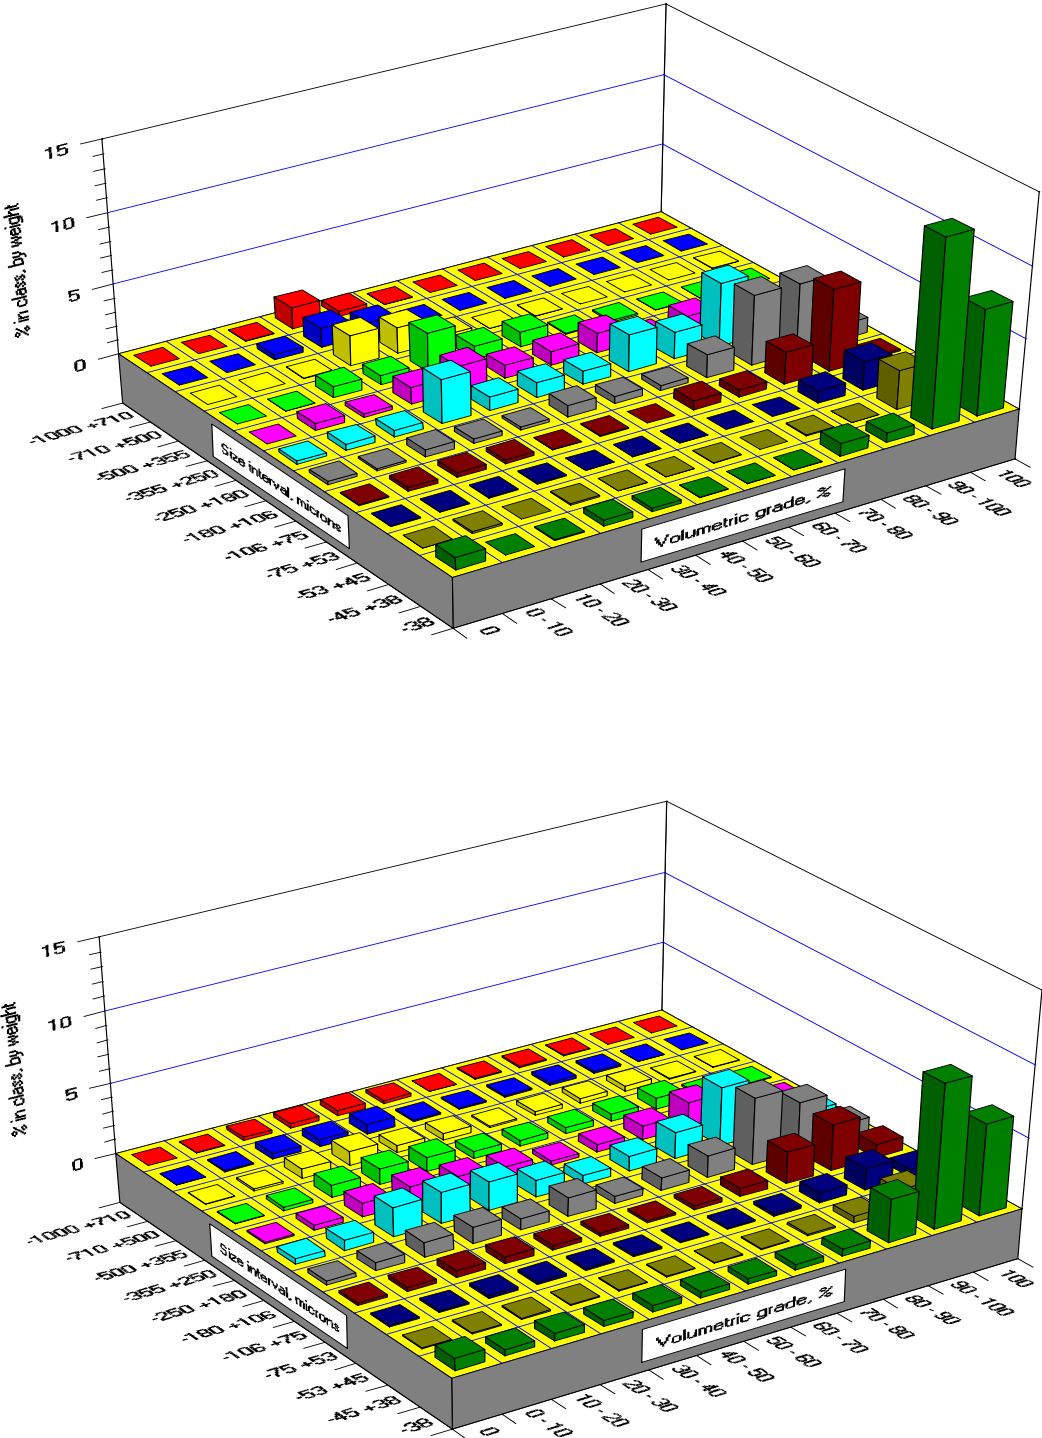 15
10
5
0
% in class, by weight
-1000 +710
-710 +500
-500 +355
-355 +250
-250 +180
-180 +106
-106 +75
-75 +53
-53 +45
-45 +38
-38
Size interval, microns
Volumetric grade, %
0
0 - 10
10 - 20
20 - 30
30 - 40
40 - 50
50 - 60
60 - 70
70 - 80
80 - 90
90 - 100
100
15
10
5
0
% in class, by weight
-1000 +710
-710 +500
-500 +355
-355 +250
-250 +180
-180 +106
-106 +75
-75 +53
-53 +45
-45 +38
-38
Size interval, microns
Volumetric grade, %
0
0 - 10
10 - 20
20 - 30
30 - 40
40 - 50
50 - 60
60 - 70
70 - 80
80 - 90
90 - 100
100